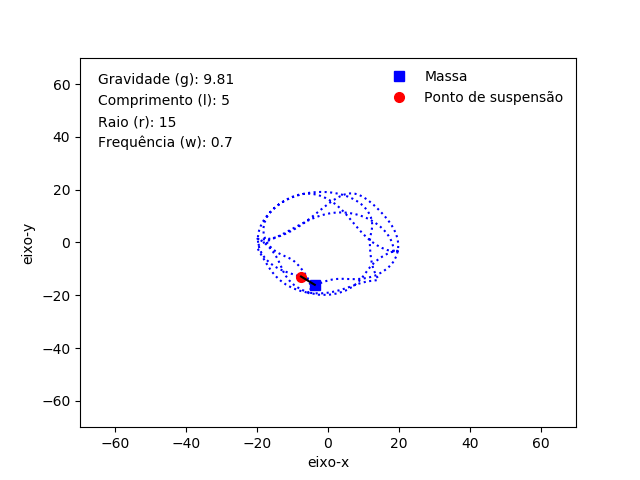 Gravidade (g): 9.81
Comprimento (l): 5
Raio (r): 15
Frequência (w): 0.7
Massa
Ponto de suspensão
60
40
20
0
−20
−40
−60
eixo-y
−60
−40
−20
0
20
40
60
eixo-x